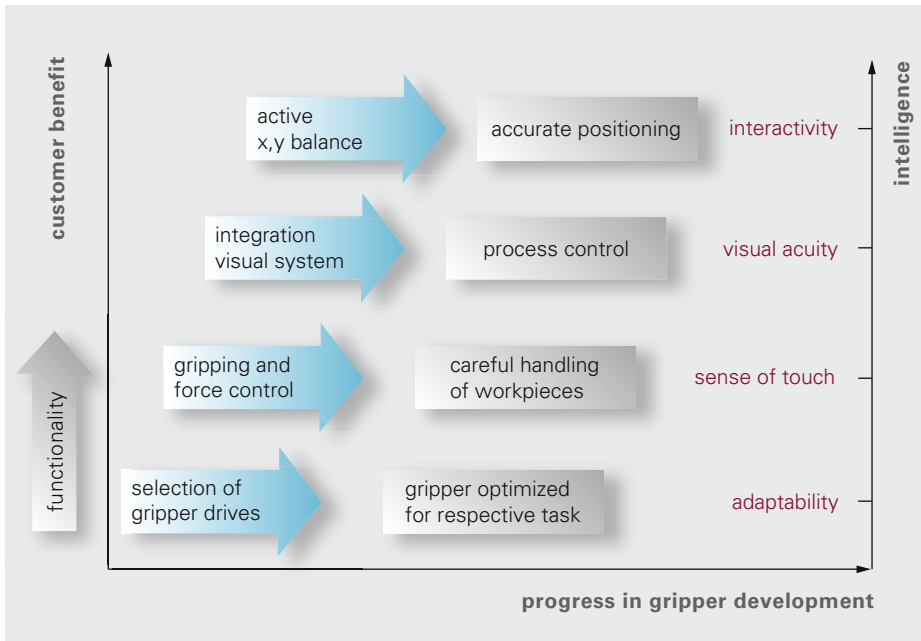 customer benefit
functionality
active
x,y balance
accurate positioning
interactivity
intelligence
integration
visual system
process control
visual acuity
gripping and
force control
careful handling
of workpieces
sense of touch
selection of
gripper drives
gripper optimized
for respective task
adaptability
progress in gripper development